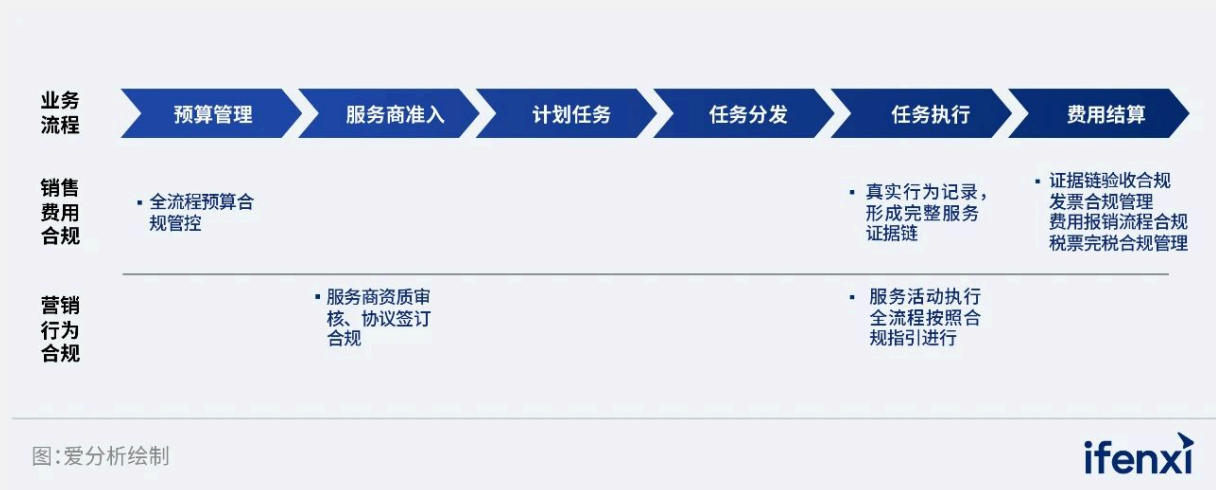 业务
流程
预算管理
服务商准入
计划任务
任务分发
任务执行
费用结算
销售
费用
合规
▪ 全流程预算合
规管控
▪ 真实行为记录，
形成完整服务
证据链
▪ 证据链验收合规
发票合规管理
费用报销流程合规
税票完税合规管理
营销
行为
合规
▪ 服务商资质审
核、协议签订
合规
▪ 服务活动执行
全流程按照合
规指引进行
图：爱分析绘制
ifenxi